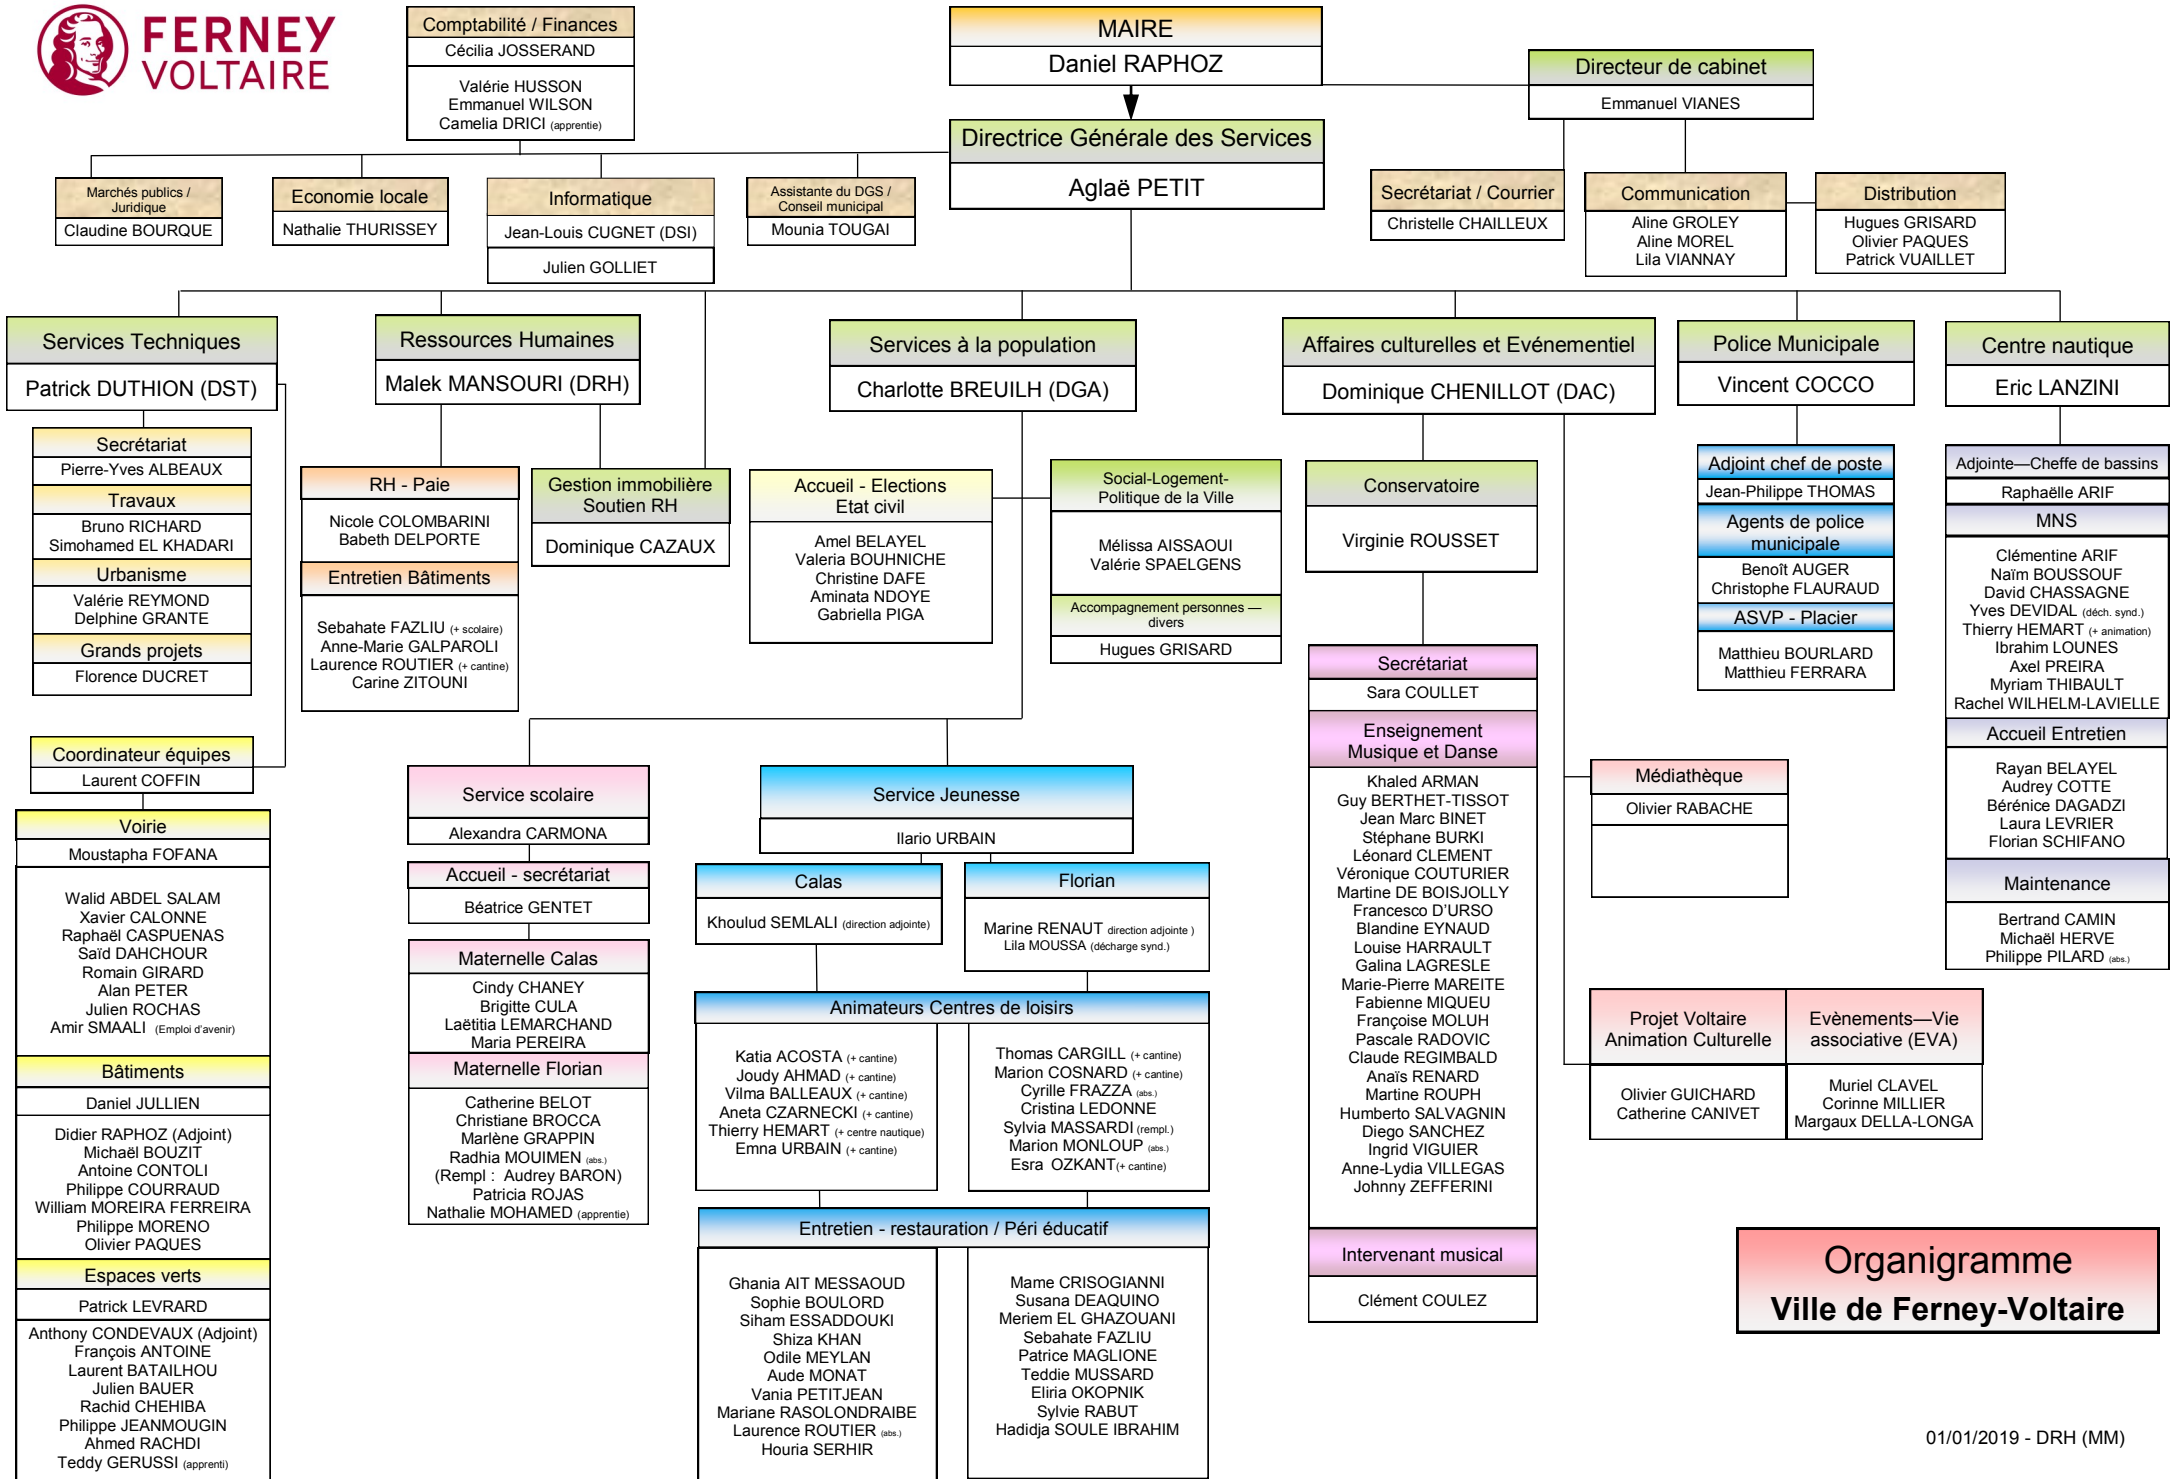 FERNEY
VOLTAIRE
Comptabilité / Finances
Cécilia JOSSERAND
Valérie HUSSON
Emmanuel WILSON
Camelia DRICI (apprentie)
MAIRE
Daniel RAPHOZ
Directeur de cabinet
Emmanuel VIANES
Directrice Générale des Services
Aglaë PETIT
Marchés publics /
Juridique
Claudine BOURQUE
Economie locale
Nathalie THURISSEY
Informatique
Jean-Louis CUGNET (DSI)
Julien GOLLIET
Assistante du DGS /
Conseil municipal
Mounia TOUGAI
Secrétariat / Courrier
Christelle CHAILLEUX
Communication
Aline GROLEY
Aline MOREL
Lila VIANNAY
Distribution
Hugues GRISARD
Olivier PAQUES
Patrick VUAILLET
Services Techniques
Patrick DUTHION (DST)
Secrétariat
Pierre-Yves ALBEAUX
Travaux
Bruno RICHARD
Simohamed EL KHADARI
Urbanisme
Valérie REYMOND
Delphine GRANTE
Grands projets
Florence DUCRET
Coordinateur équipes
Laurent COFFIN
Voirie
Moustapha FOFANA
Walid ABDEL SALAM
Xavier CALONNE
Raphaël CASPUENAS
Saïd DAHCHOUR
Romain GIRARD
Alan PETER
Julien ROCHAS
Amir SMAALI (Emploi d'avenir)
Bâtiments
Daniel JULLIEN
Didier RAPHOZ (Adjoint)
Michaël BOUZIT
Antoine CONTOLI
Philippe COURRAUD
William MOREIRA FERREIRA
Philippe MORENO
Olivier PAQUES
Espaces verts
Patrick LEVRARD
Anthony CONDEVAUX (Adjoint)
François ANTOINE
Laurent BATAILHOU
Julien BAUER
Rachid CHEHIBA
Philippe JEANMOUGIN
Ahmed RACHDI
Teddy GERUSSI (apprenti)
Ressources Humaines
Malek MANSOURI (DRH)
RH - Paie
Nicole COLOMBARINI
Babeth DELPORTE
Entretien Bâtiments
Sebahate FAZLIU (+ scolaire)
Anne-Marie GALPAROLI
Laurence ROUTIER (+ cantine)
Carine ZITOUNI
Gestion immobilière
Soutien RH
Dominique CAZAUX
Services à la population
Charlotte BREUILH (DGA)
Accueil - Elections
Etat civil
Amel BELAYEL
Valeria BOUHNICHE
Christine DAFE
Aminata NDOYE
Gabriella PIGA
Social-Logement-
Politique de la Ville
Mélissa AISSAOUI
Valérie SPAELGENS
Accompagnement personnes —
divers
Hugues GRISARD
Service scolaire
Alexandra CARMONA
Accueil - secrétariat
Béatrice GENTET
Maternelle Calas
Cindy CHANEY
Brigitte CULA
Laëtitia LEMARCHAND
Maria PEREIRA
Maternelle Florian
Catherine BELOT
Christiane BROCCA
Marlène GRAPPIN
Radhia MOUIMEN (abs.)
(Rempl : Audrey BARON)
Patricia ROJAS
Nathalie MOHAMED (apprentie)
Service Jeunesse
Ilario URBAIN
Calas
Khoulud SEMLALI (direction adjointe)
Florian
Marine RENAUT direction adjointe )
Lila MOUSSA (décharge synd.)
Animateurs Centres de loisirs
Katia ACOSTA (+ cantine)
Joudy AHMAD (+ cantine)
Vilma BALLEAUX (+ cantine)
Aneta CZARNECKI (+ cantine)
Thierry HEMART (+ centre nautique)
Emna URBAIN (+ cantine)
Thomas CARGILL (+ cantine)
Marion COSNARD (+ cantine)
Cyrille FRAZZA (abs.)
Cristina LEDONNE
Sylvia MASSARDI (rempl.)
Marion MONLOUP (abs.)
Esra OZKANT(+ cantine)
Entretien - restauration / Péri éducatif
Ghania AIT MESSAOUD
Sophie BOULORD
Siham ESSADDOUKI
Shiza KHAN
Odile MEYLAN
Aude MONAT
Vania PETITJEAN
Mariane RASOLONDRAIBE
Laurence ROUTIER (abs.)
Houria SERHIR
Mame CRISOGIANNI
Susana DEAQUINO
Meriem EL GHAZOUANI
Sebahate FAZLIU
Patrice MAGLIONE
Teddie MUSSARD
Eliria OKOPNIK
Sylvie RABUT
Hadidja SOULE IBRAHIM
Affaires culturelles et Evénementiel
Dominique CHENILLOT (DAC)
Conservatoire
Virginie ROUSSET
Secrétariat
Sara COULLET
Enseignement
Musique et Danse
Khaled ARMAN
Guy BERTHET-TISSOT
Jean Marc BINET
Stéphane BURKI
Léonard CLEMENT
Véronique COUTURIER
Martine DE BOISJOLLY
Francesco D'URSO
Blandine EYNAUD
Louise HARRAULT
Galina LAGRESLE
Marie-Pierre MAREITE
Fabienne MIQUEU
Françoise MOLUH
Pascale RADOVIC
Claude REGIMBALD
Anaïs RENARD
Martine ROUPH
Humberto SALVAGNIN
Diego SANCHEZ
Ingrid VIGUIER
Anne-Lydia VILLEGAS
Johnny ZEFFERINI
Intervenant musical
Clément COULEZ
Médiathèque
Olivier RABACHE
Projet Voltaire
Animation Culturelle
Olivier GUICHARD
Catherine CANIVET
Evènements—Vie
associative (EVA)
Muriel CLAVEL
Corinne MILLIER
Margaux DELLA-LONGA
Police Municipale
Vincent COCCO
Adjoint chef de poste
Jean-Philippe THOMAS
Agents de police
municipale
Benoît AUGER
Christophe FLAURAUD
ASVP - Placier
Matthieu BOURLARD
Matthieu FERRARA
Centre nautique
Eric LANZINI
Adjointe—Cheffe de bassins
Raphaëlle ARIF
MNS
Clémentine ARIF
Naïm BOUSSOUF
David CHASSAGNE
Yves DEVIDAL (déch. synd.)
Thierry HEMART (+ animation)
Ibrahim LOUNES
Axel PREIRA
Myriam THIBAULT
Rachel WILHELM-LAVIELLE
Accueil Entretien
Rayan BELAYEL
Audrey COTTE
Bérénice DAGADZI
Laura LEVRIER
Florian SCHIFANO
Maintenance
Bertrand CAMIN
Michaël HERVE
Philippe PILARD (abs.)
Organigramme
Ville de Ferney-Voltaire
01/01/2019 - DRH (MM)